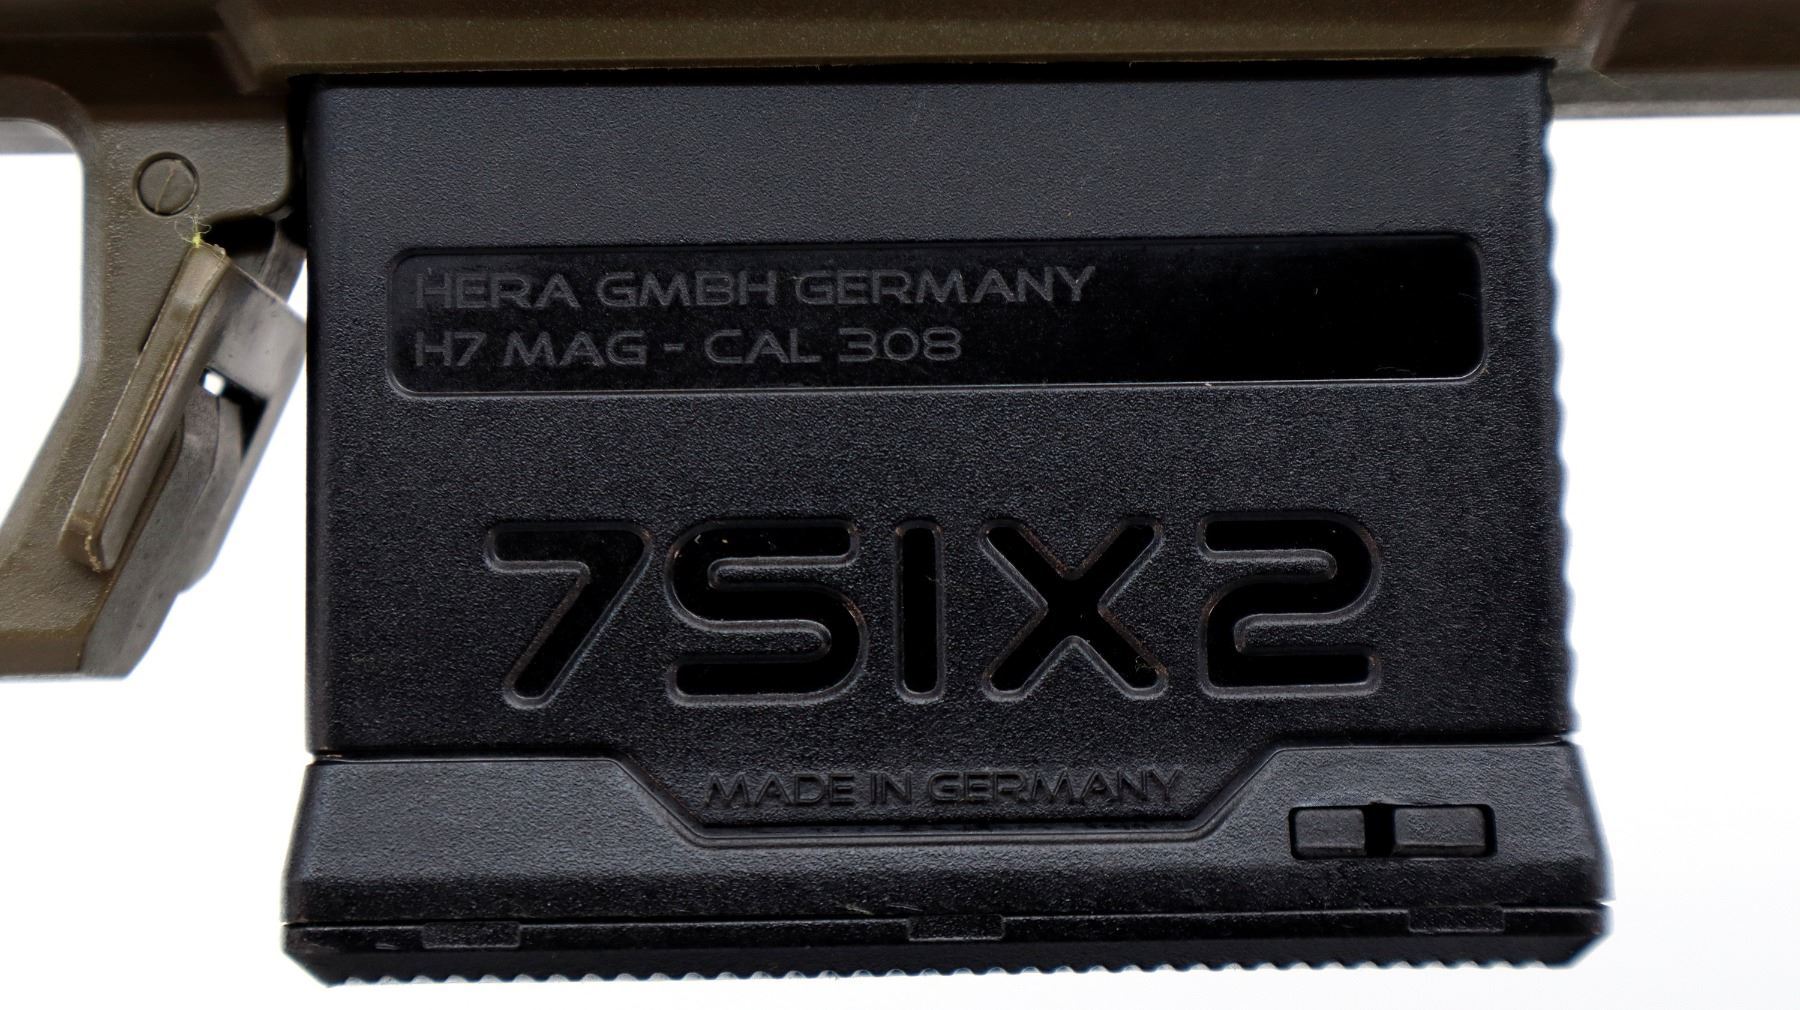 HERA GMBH GERMANY
H7 MAG - CAL 308
7SIX2
MADE IN GERMANY